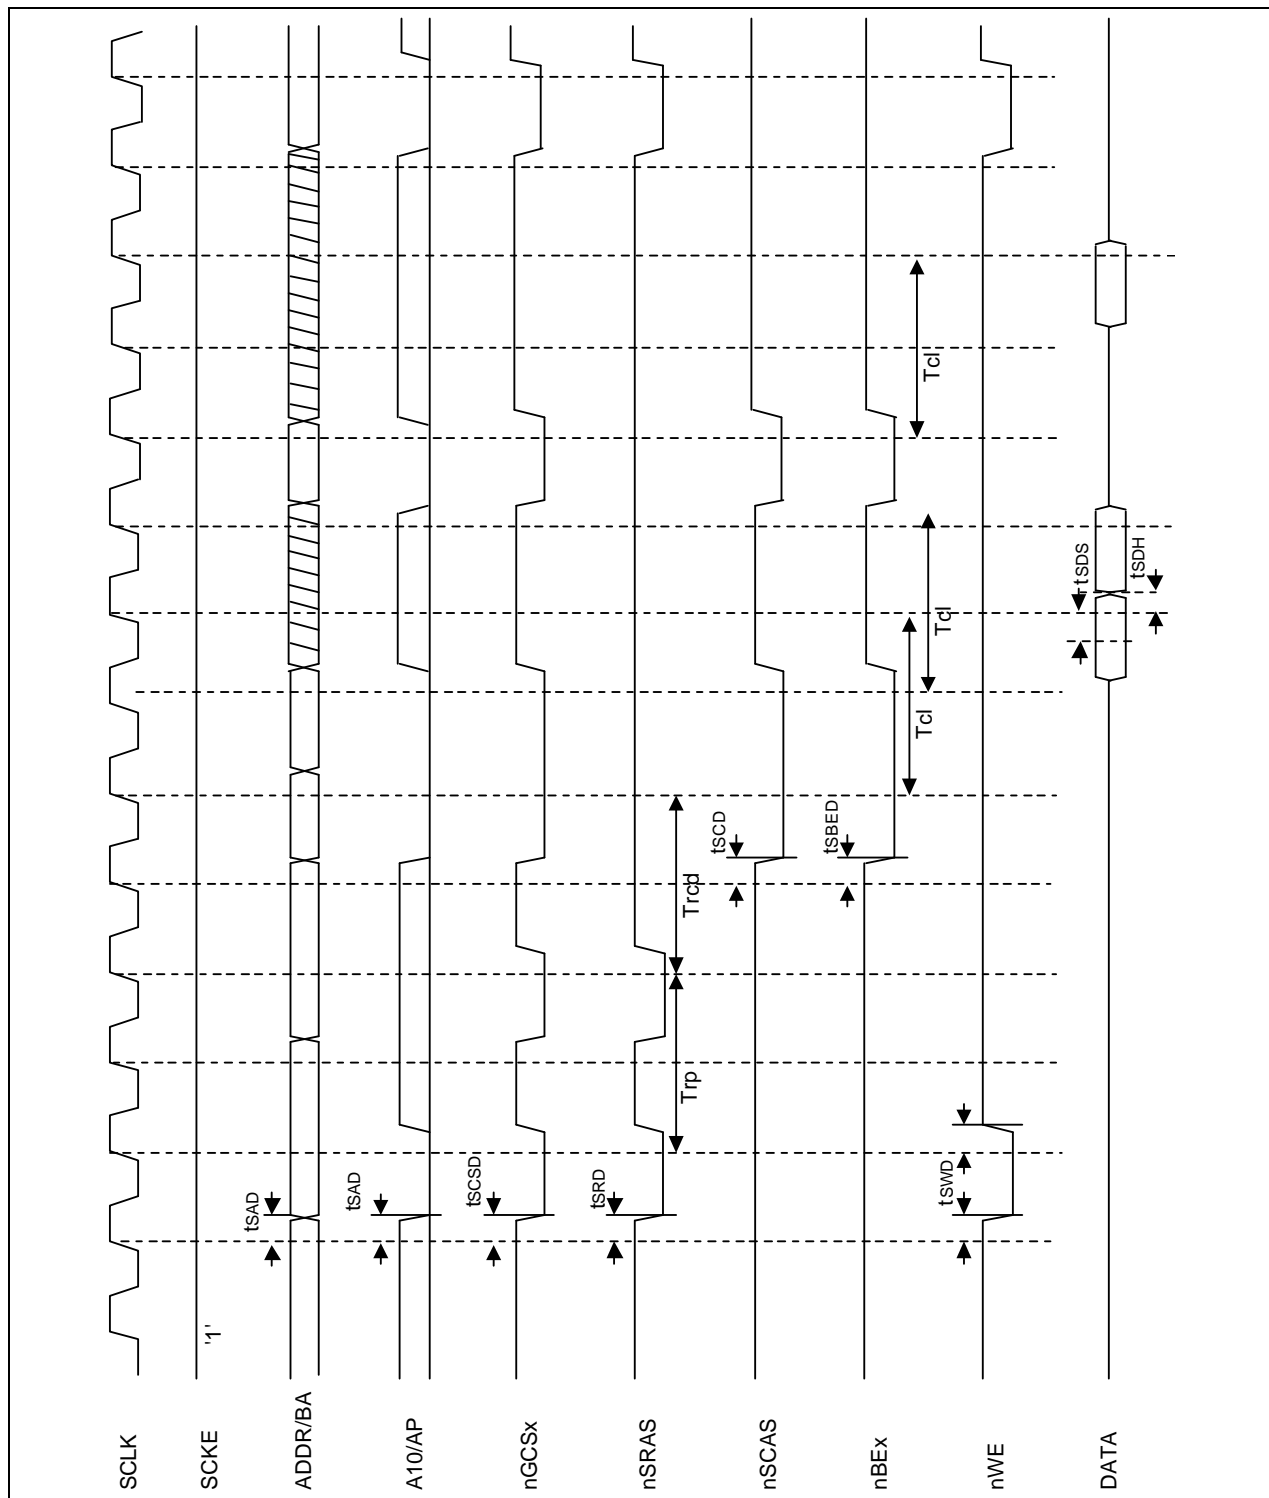 SCLK
SCKE
'1'
ADDR/BA
tSAD
A10/AP
tSAD
nGCSx
tSCSD
nSRAS
tSRD
Trp
Trcd
nSCAS
tSCD
nBEx
tSBED
Tcl
Tcl
Tcl
nWE
tSWD
DATA
tSDS
tSDH